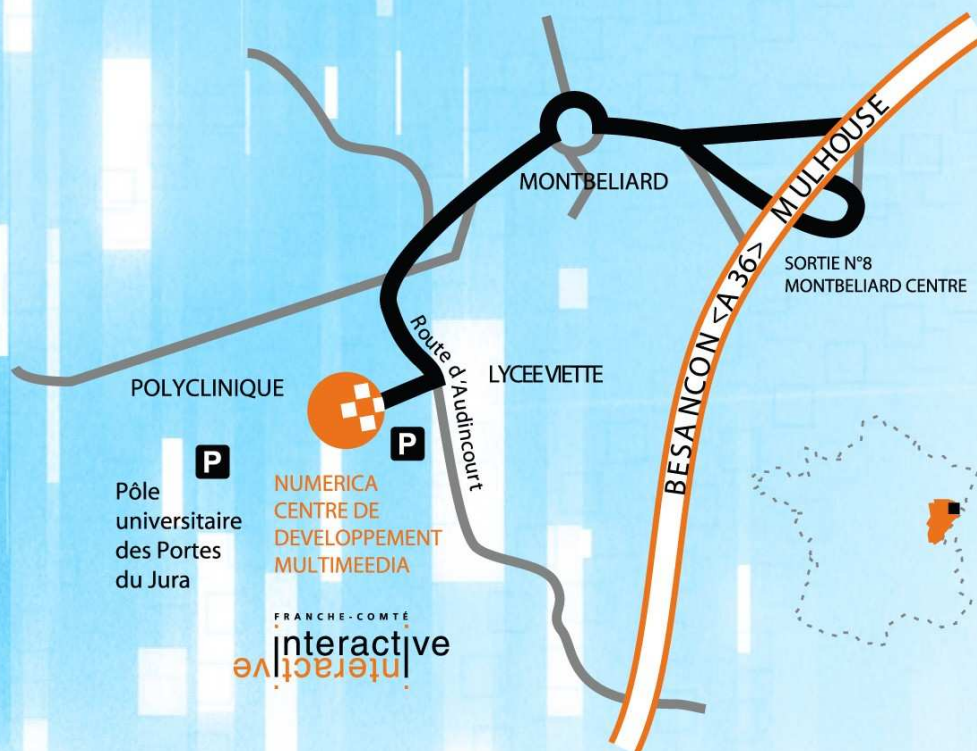 MONTBELIARD
BESANCON <A 36> MULHOUSE
SORTIE N°8
MONTBELIARD CENTRE
Route d'Audincourt
LYCEE VIETTE
POLYCLINIQUE
P
P
Pôle
universitaire
des Portes
du Jura
NUMERICA
CENTRE DE
DEVELOPPEMENT
MULTIMEEDIA
FRANCHE-COMTÉ
interactive
interactive